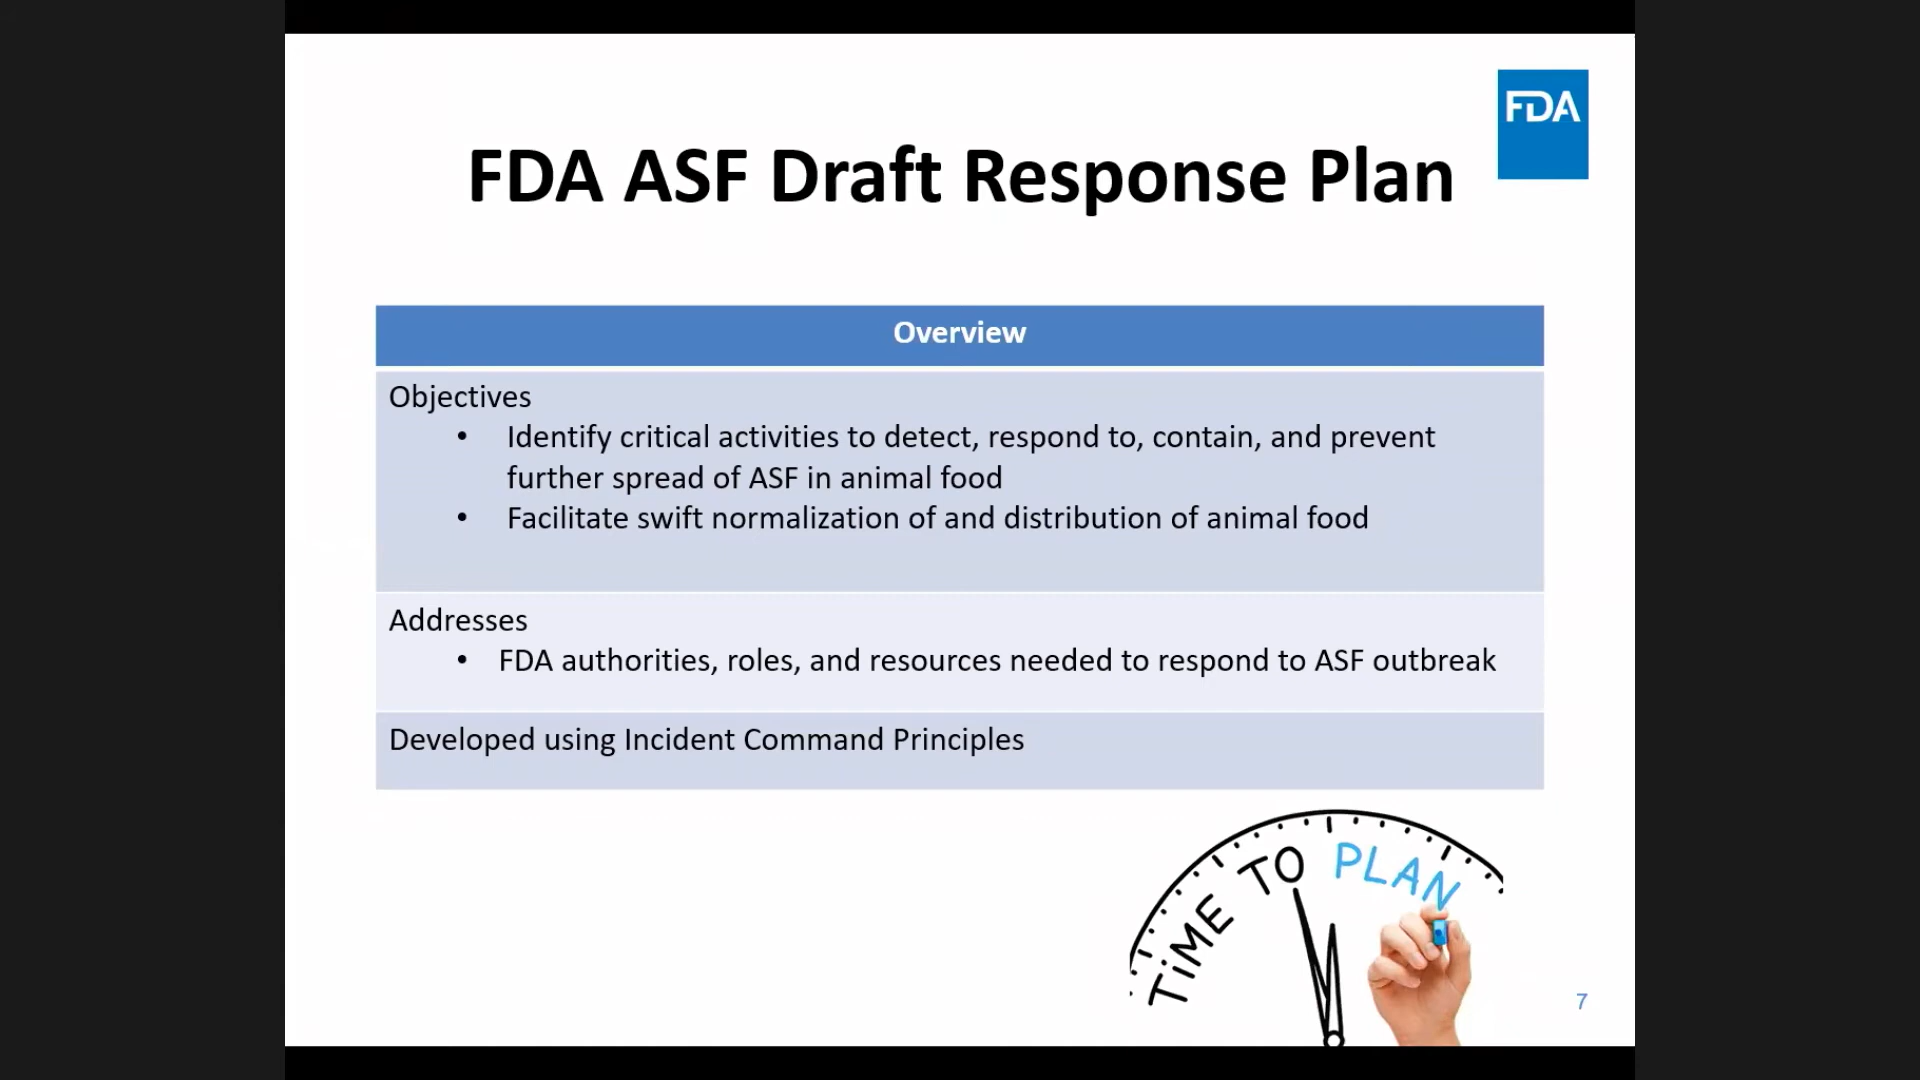 FDA
FDA ASF Draft Response Plan
Overview
Objectives
• Identify critical activities to detect, respond to, contain, and prevent
further spread of ASF in animal food
• Facilitate swift normalization of and distribution of animal food
Addresses
• FDA authorities, roles, and resources needed to respond to ASF outbreak
Developed using Incident Command Principles
TiME TO PLAN
7